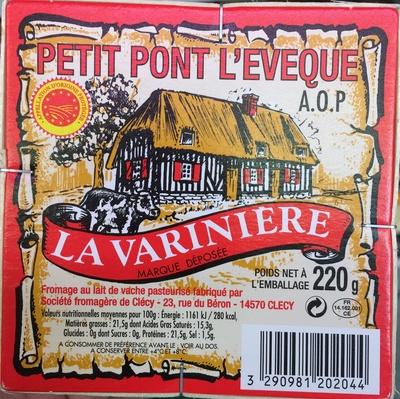 PETIT PONT L'EVEQUE
A.O.P
APPELLATION D'ORIGINE PROTÉGÉE
LA VARINIERE
MARQUE DÉPOSÉE
POIDS NET À
L'EMBALLAGE 220 g
Fromage au lait de vache pasteurisé fabriqué par
Société fromagère de Clécy - 23, rue du Béron - 14570 CLECY
Valeurs nutritionnelles moyennes pour 100g : Energie : 1161 kJ / 280 kcal,
Matières grasses : 21,5g dont Acides Gras Saturés : 15,3g,
Glucides : 0g dont Sucres : 0g, Protéines : 21,5g, Sel : 1,5g.
A CONSOMMER DE PRÉFÉRENCE AVANT LE : VOIR AU DOS.
A CONSERVER ENTRE +4°C ET +8°C.
FR
14.162.001
CE
3 290981 202044